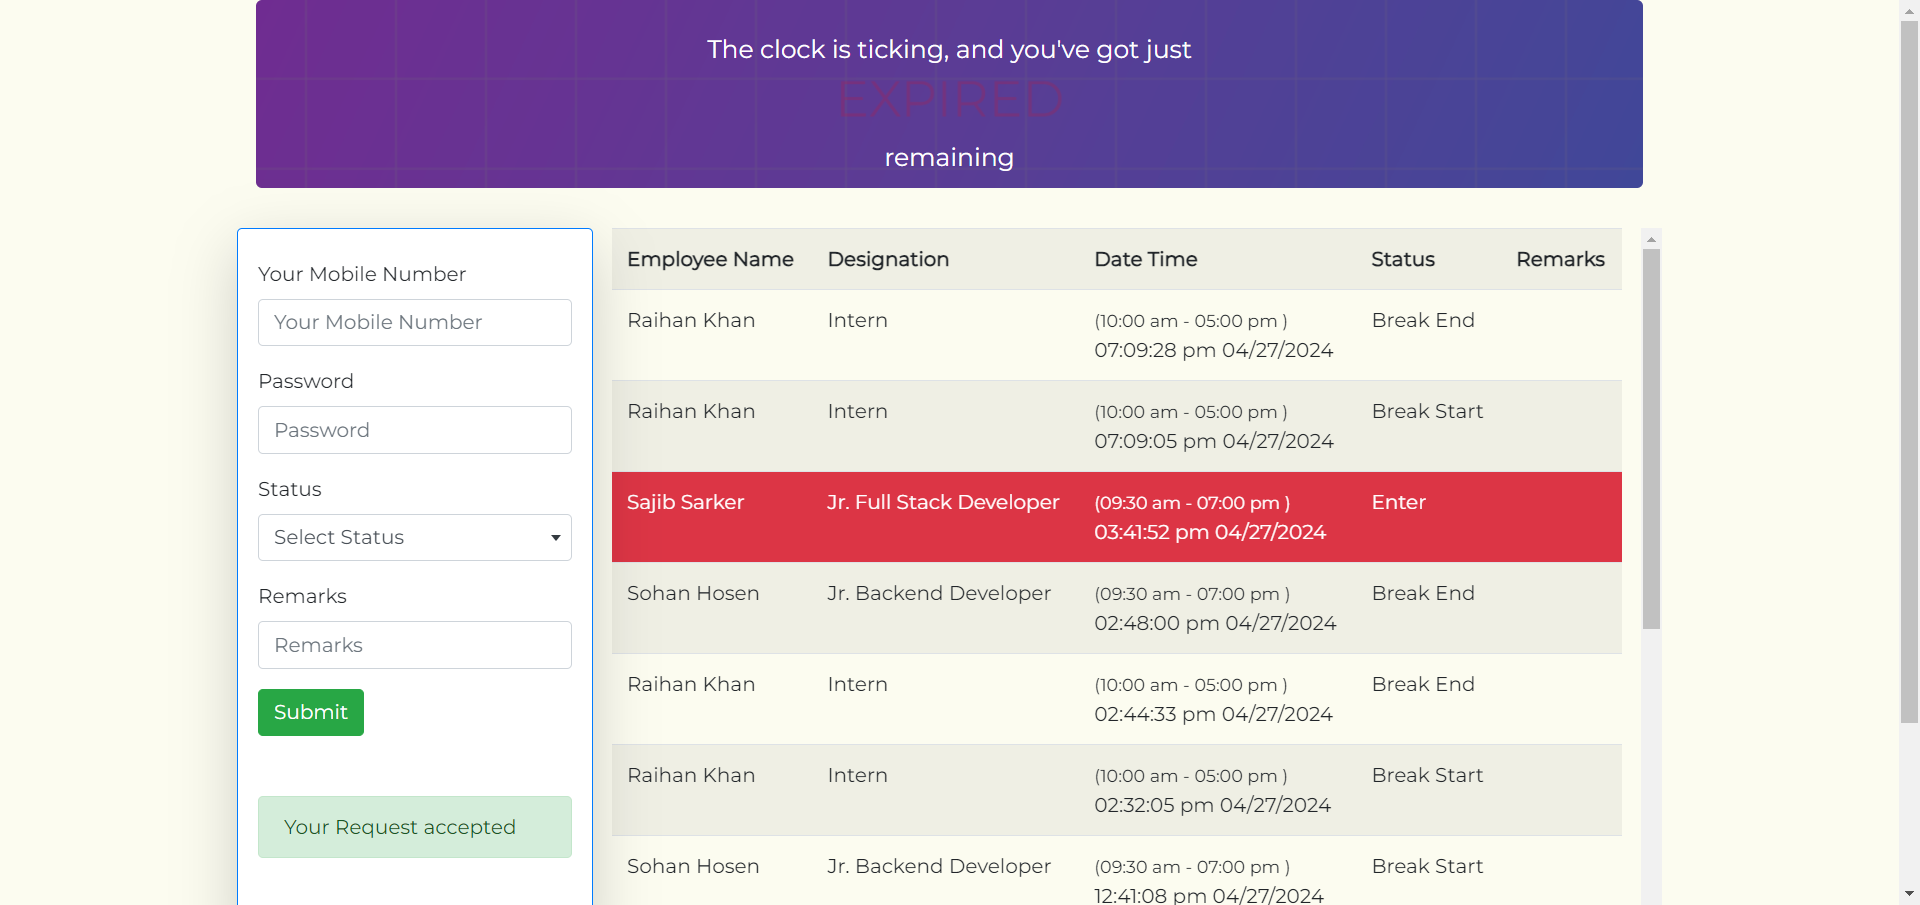 The clock is ticking, and you've got just
EXPIRED
remaining
Your Mobile Number
Your Mobile Number
Password
Password
Status
Select Status
Remarks
Remarks
Submit
Your Request accepted
Employee Name Designation Date Time Status Remarks
Raihan Khan Intern (10:00 am - 05:00 pm ) Break End
07:09:28 pm 04/27/2024
Raihan Khan Intern (10:00 am - 05:00 pm ) Break Start
07:09:05 pm 04/27/2024
Sajib Sarker Jr. Full Stack Developer (09:30 am - 07:00 pm ) Enter
03:41:52 pm 04/27/2024
Sohan Hosen Jr. Backend Developer (09:30 am - 07:00 pm ) Break End
02:48:00 pm 04/27/2024
Raihan Khan Intern (10:00 am - 05:00 pm ) Break End
02:44:33 pm 04/27/2024
Raihan Khan Intern (10:00 am - 05:00 pm ) Break Start
02:32:05 pm 04/27/2024
Sohan Hosen Jr. Backend Developer (09:30 am - 07:00 pm ) Break Start
12:41:08 pm 04/27/2024